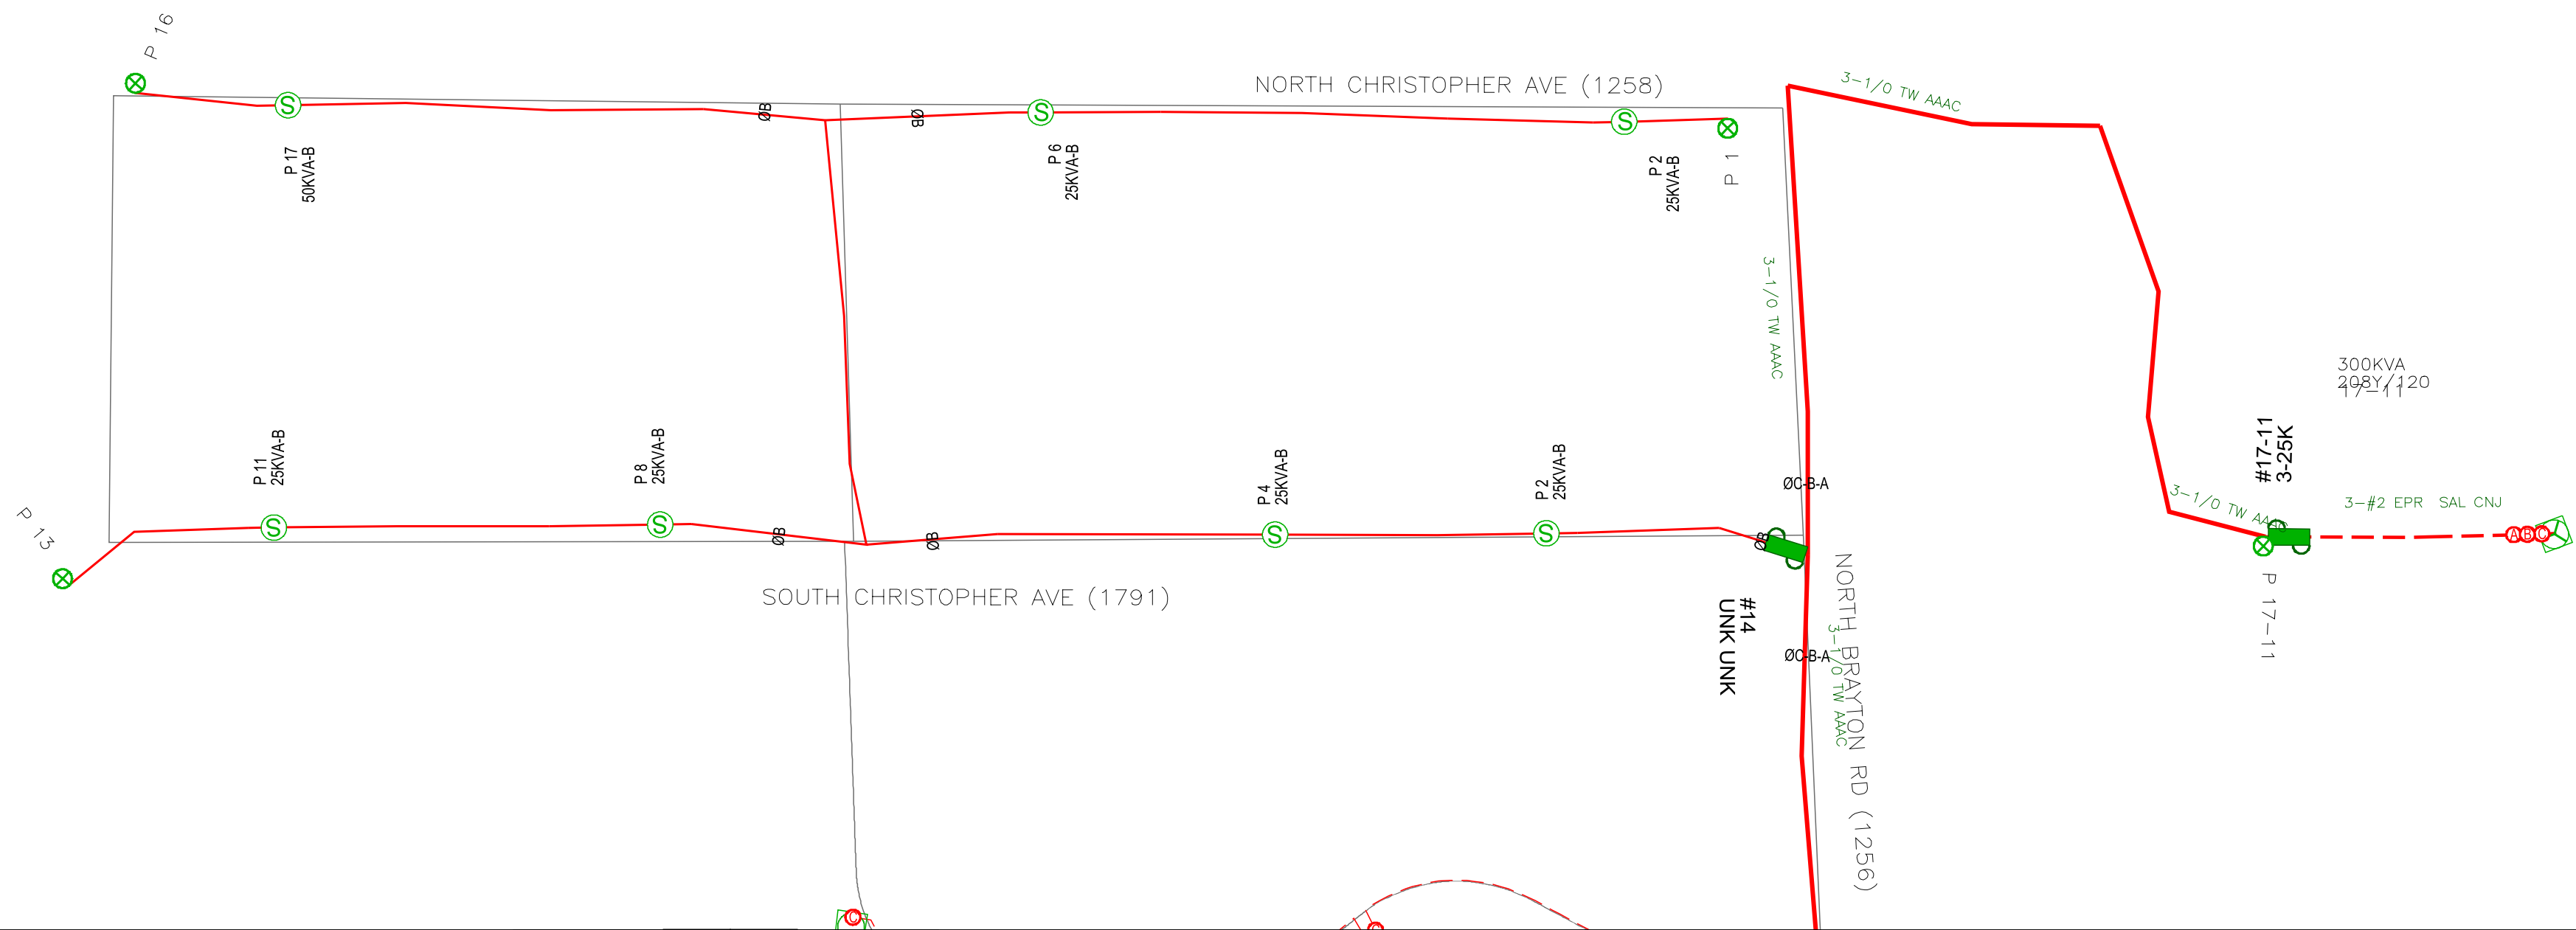 P 16
NORTH CHRISTOPHER AVE (1258)
3-1/0 TW AAAC
S
S
S
ØB
ØB
P 17
50KVA-B
P 6
25KVA-B
P 2
25KVA-B
P 1
3-1/0 TW AAAC
300KVA
208Y/120
17-11
#17-11
3-25K
P 11
25KVA-B
P 8
25KVA-B
P 4
25KVA-B
P 2
25KVA-B
ØC-B-A
3-1/0 TW AAAC
3-#2 EPR SAL CNJ
P 13
S
S
S
S
ØB
ØB
ØB
A
B
C
SOUTH CHRISTOPHER AVE (1791)
#14
UNK UNK
NORTH BRAYTON RD (1256)
3-1/0 TW AAAC
ØC-B-A
P 17-11
C
C